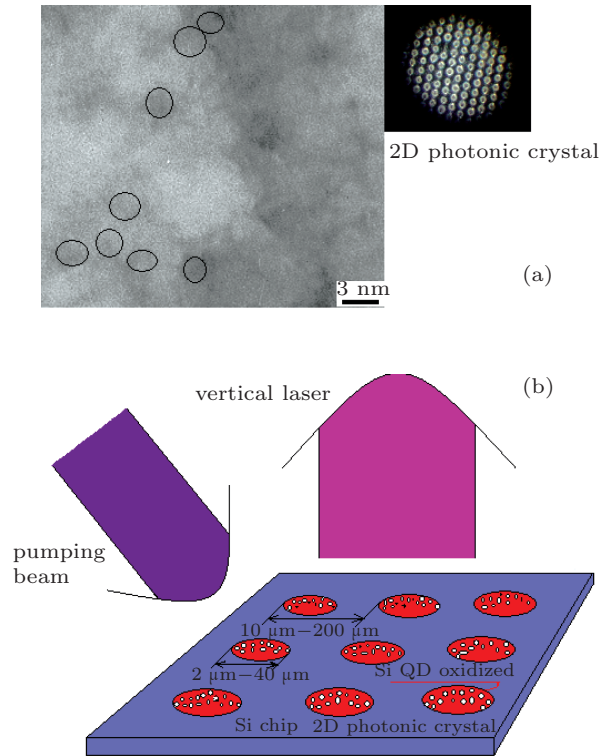 2D photonic crystal
3 nm
(a)
(b)
vertical laser
pumping
beam
10 µm−200 µm
2 µm−40 µm
Si QD oxidized
Si chip
2D photonic crystal